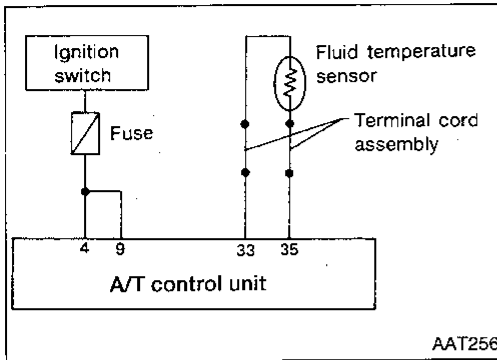 Ignition
switch
Fluid temperature
sensor
Fuse
Terminal cord
assembly
4 9 33 35
A/T control unit
AAT256